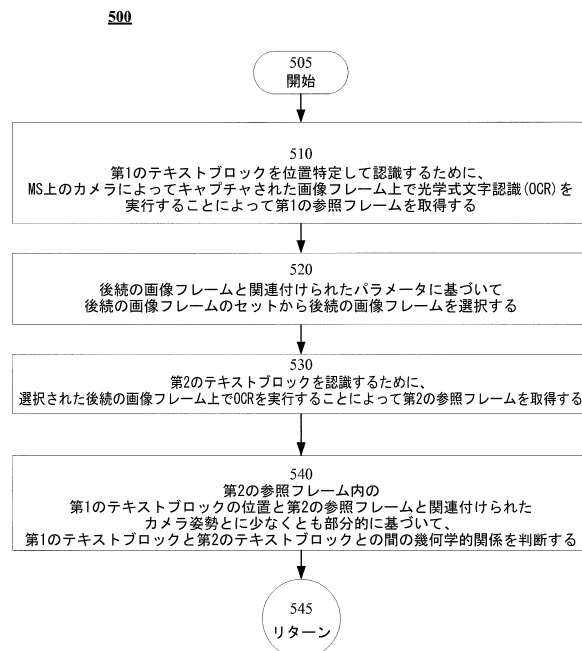 500
505
開始
510
第1のテキストブロックを位置特定して認識するために、
MS上のカメラによってキャプチャされた画像フレーム上で光学式文字認識(OCR)を
実行することによって第1の参照フレームを取得する
520
後続の画像フレームと関連付けられたパラメータに基づいて
後続の画像フレームのセットから後続の画像フレームを選択する
530
第2のテキストブロックを認識するために、
選択された後続の画像フレーム上でOCRを実行することによって第2の参照フレームを取得する
540
第2の参照フレーム内の
第1のテキストブロックの位置と第2の参照フレームと関連付けられた
カメラ姿勢とに少なくとも部分的に基づいて、
第1のテキストブロックと第2のテキストブロックとの間の幾何学的関係を判断する
545
リターン